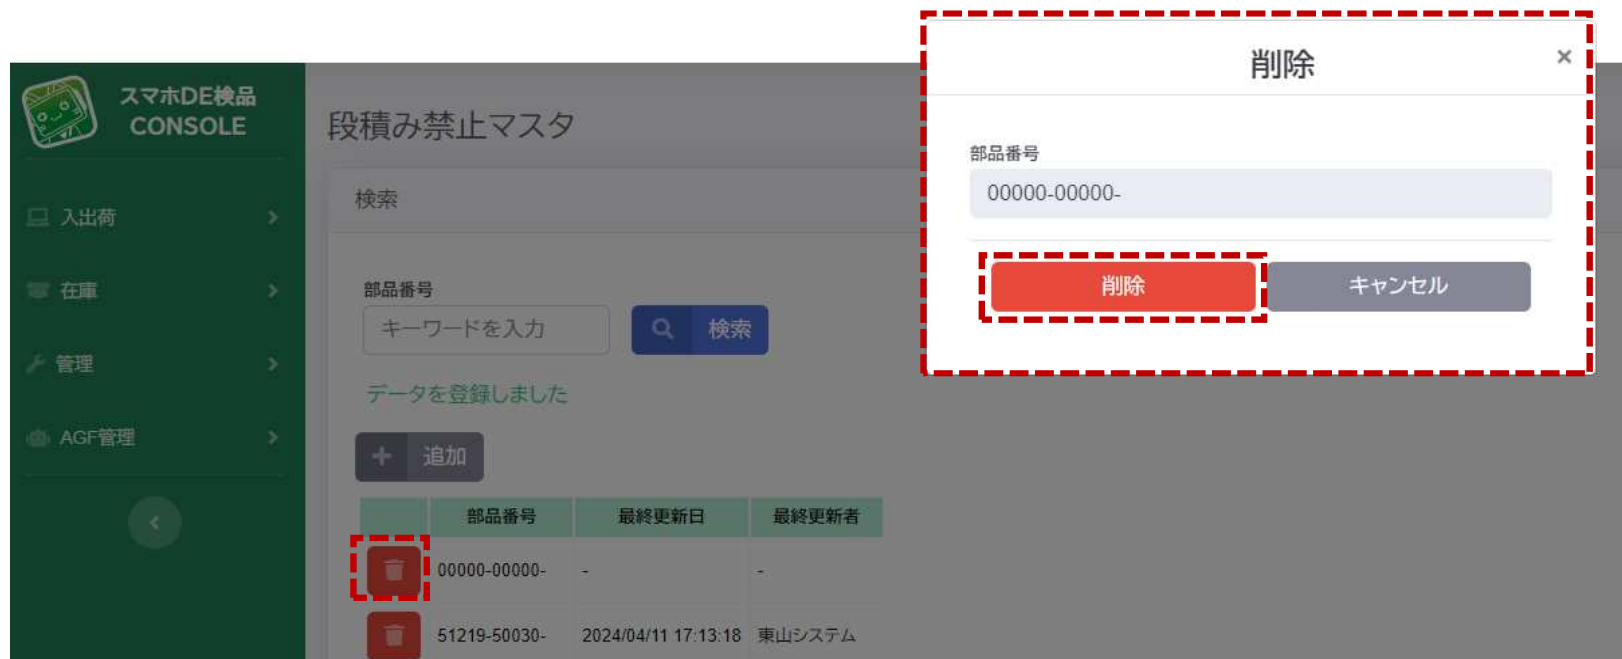 スマホDE検品
CONSOLE
入出荷
在庫
管理
AGF管理
段積み禁止マスタ
検索
部品番号
キーワードを入力
検索
データを登録しました
追加
部品番号 最終更新日 最終更新者
00000-00000- - -
51219-50030- 2024/04/11 17:13:18 東山システム
削除
×
部品番号
00000-00000-
削除
キャンセル